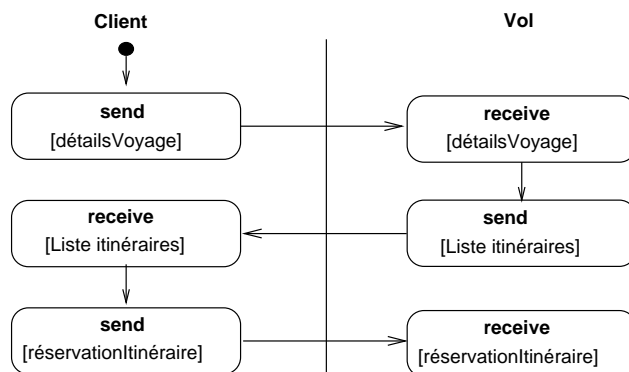 Client
Vol
send
[détailsVoyage]
receive
[détailsVoyage]
receive
[Liste itinéraires]
send
[Liste itinéraires]
send
[réservationItinéraire]
receive
[réservationItinéraire]